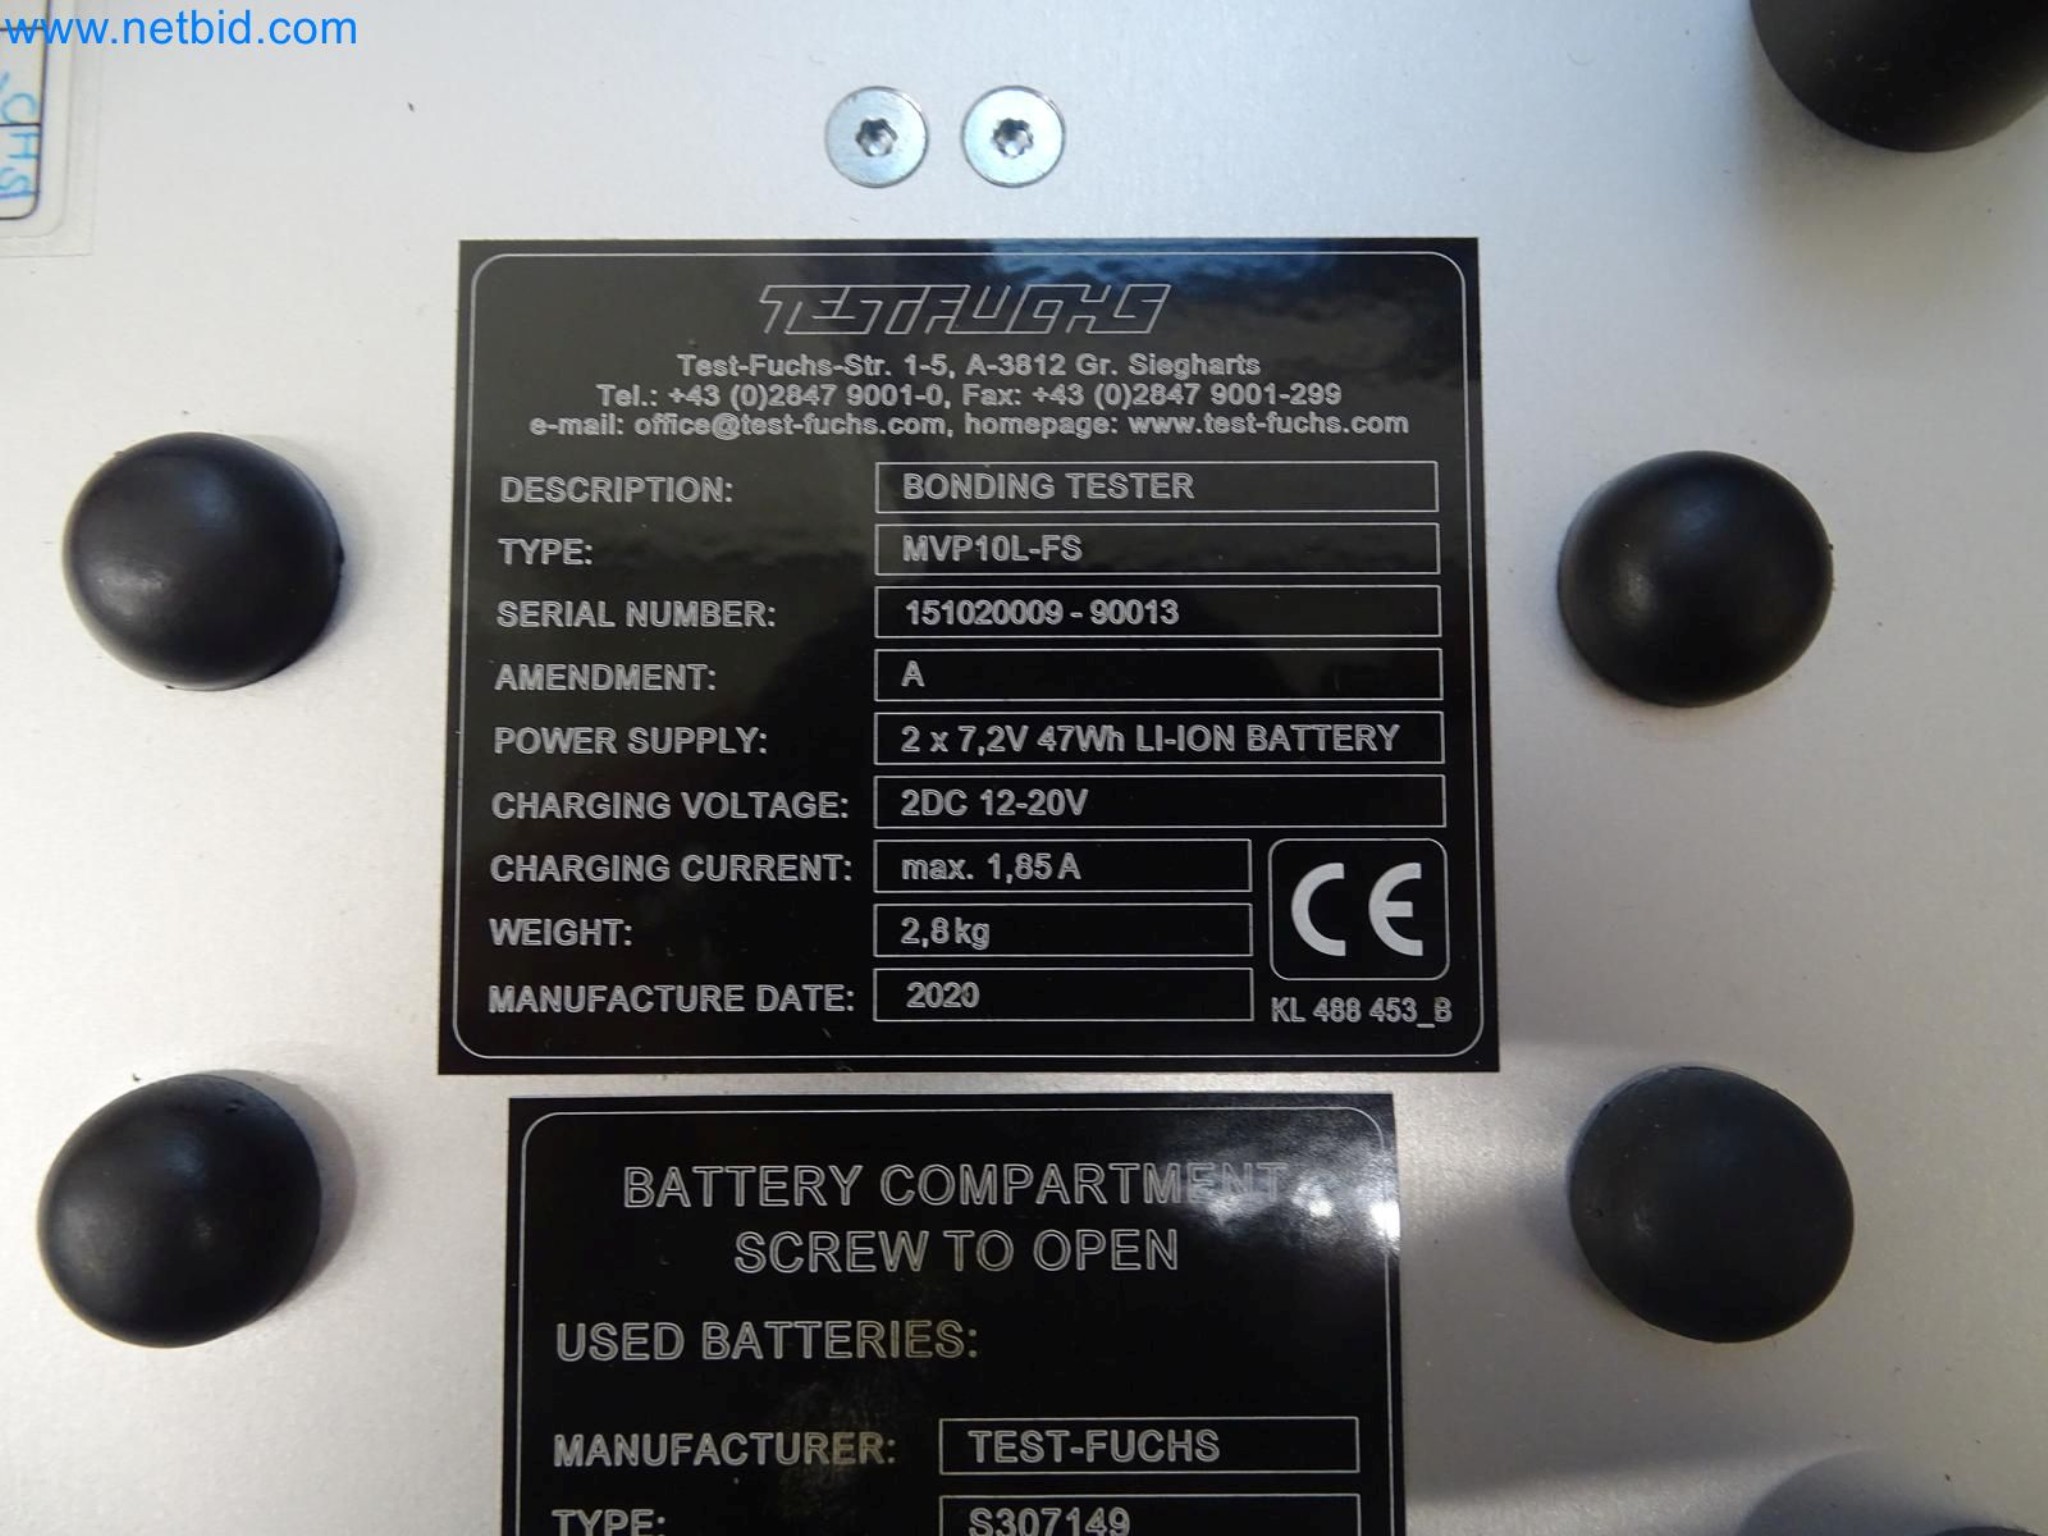 www.netbid.com
CHS
TESTFUCHS
Test-Fuchs-Str. 1-5, A-3812 Gr. Siegharts
Tel.: +43 (0)2847 9001-0, Fax: +43 (0)2847 9001-299
e-mail: office@test-fuchs.com, homepage: www.test-fuchs.com
DESCRIPTION: BONDING TESTER
TYPE: MVP10L-FS
SERIAL NUMBER: 151020009 - 90013
AMENDMENT: A
POWER SUPPLY: 2 x 7,2V 47Wh LI-ION BATTERY
CHARGING VOLTAGE: 2DC 12-20V
CHARGING CURRENT: max. 1,85 A
WEIGHT: 2,8 kg
CE
MANUFACTURE DATE: 2020
KL 488 453_B
BATTERY COMPARTMENT
SCREW TO OPEN
USED BATTERIES:
MANUFACTURER: TEST-FUCHS
TYPE: S307149